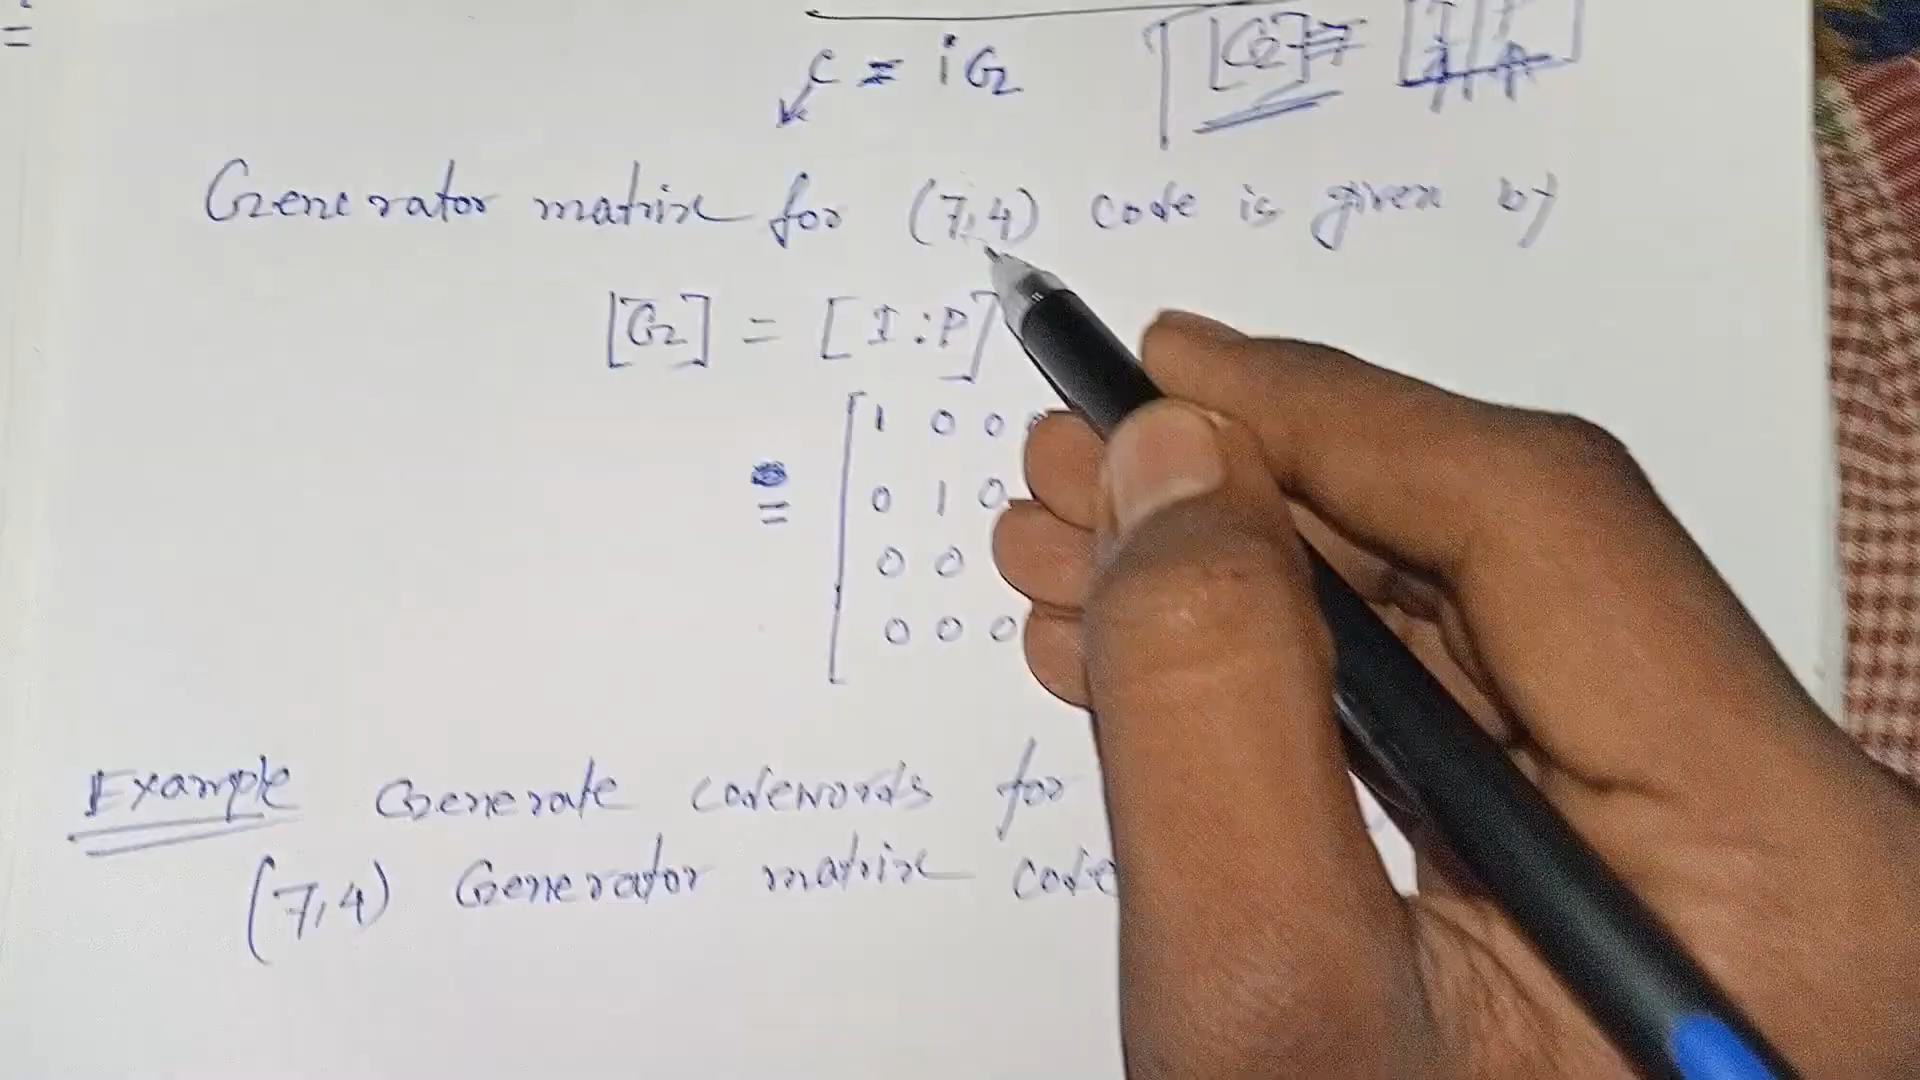 =
C = i G [G] = [I | P]
Generator matrix for (7,4) code is given by
[G] = [I : P]
1 0 0
= 0 1 0
0 0
0 0 0
Example Generate codewords for
(7,4) Generator matrix code